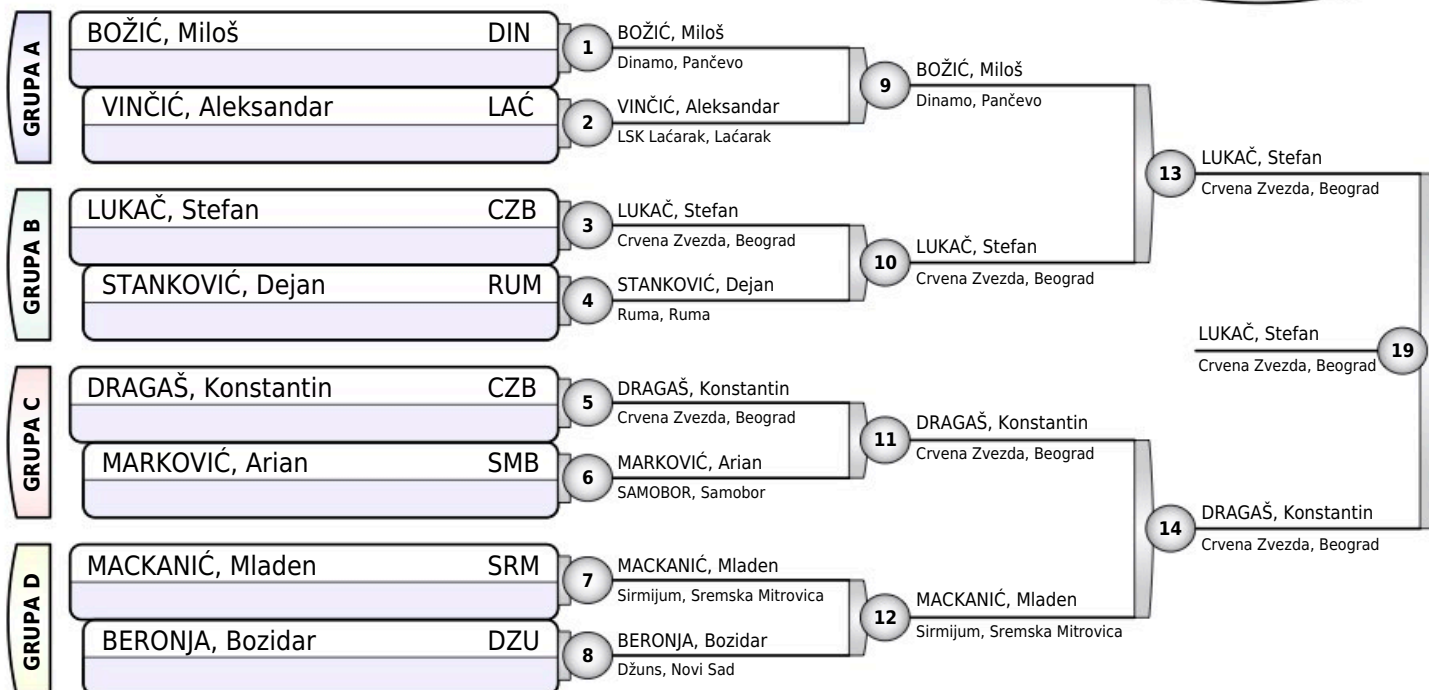 GRUPA A
BOŽIĆ, Miloš DIN
VINČIĆ, Aleksandar LAĆ
GRUPA B
LUKAČ, Stefan CZB
STANKOVIĆ, Dejan RUM
GRUPA C
DRAGAŠ, Konstantin CZB
MARKOVIĆ, Arian SMB
GRUPA D
MACKANIĆ, Mladen SRM
BERONJA, Bozidar DZU
1
BOŽIĆ, Miloš
Dinamo, Pančevo
2
VINČIĆ, Aleksandar
LSK Laćarak, Laćarak
3
LUKAČ, Stefan
Crvena Zvezda, Beograd
4
STANKOVIĆ, Dejan
Ruma, Ruma
5
DRAGAŠ, Konstantin
Crvena Zvezda, Beograd
6
MARKOVIĆ, Arian
SAMOBOR, Samobor
7
MACKANIĆ, Mladen
Sirmijum, Sremska Mitrovica
8
BERONJA, Bozidar
Džuns, Novi Sad
9
BOŽIĆ, Miloš
Dinamo, Pančevo
10
LUKAČ, Stefan
Crvena Zvezda, Beograd
11
DRAGAŠ, Konstantin
Crvena Zvezda, Beograd
12
MACKANIĆ, Mladen
Sirmijum, Sremska Mitrovica
13
LUKAČ, Stefan
Crvena Zvezda, Beograd
14
DRAGAŠ, Konstantin
Crvena Zvezda, Beograd
LUKAČ, Stefan
Crvena Zvezda, Beograd
19